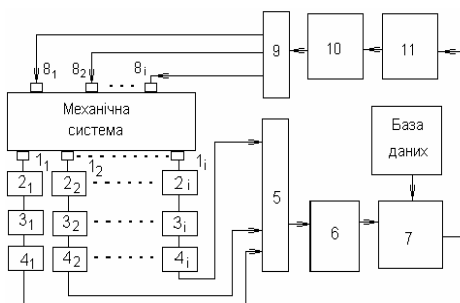 8₁ 8₂ 8ᵢ 9 10 11
Механічна
система
База
даних
1₁ 1₂ 1ᵢ
2₁ 2₂ 2ᵢ
3₁ 3₂ 3ᵢ
4₁ 4₂ 4ᵢ
5 6 7